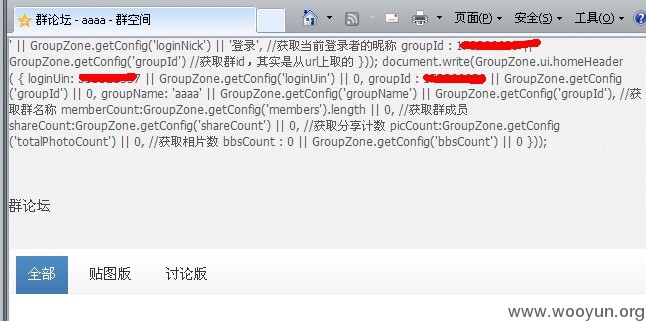 群论坛 - aaaa - 群空间
页面(P) 安全(S) 工具(O)
' || GroupZone.getConfig('loginNick') || '登录', //获取当前登录者的昵称 groupId : ||
GroupZone.getConfig('groupId') //获取群id，其实是从url上取的 })); document.write(GroupZone.ui.homeHeader
( { loginUin: || GroupZone.getConfig('loginUin') || 0, groupId : || GroupZone.getConfig
('groupId') || 0, groupName: 'aaaa' || GroupZone.getConfig('groupName') || GroupZone.getConfig('groupId'), //获
取群名称 memberCount:GroupZone.getConfig('members').length || 0, //获取群成员
shareCount:GroupZone.getConfig('shareCount') || 0, //获取分享计数 picCount:GroupZone.getConfig
('totalPhotoCount') || 0, //获取相片数 bbsCount : 0 || GroupZone.getConfig('bbsCount') || 0 }));
群论坛
全部 贴图版 讨论版
www.wooyun.org